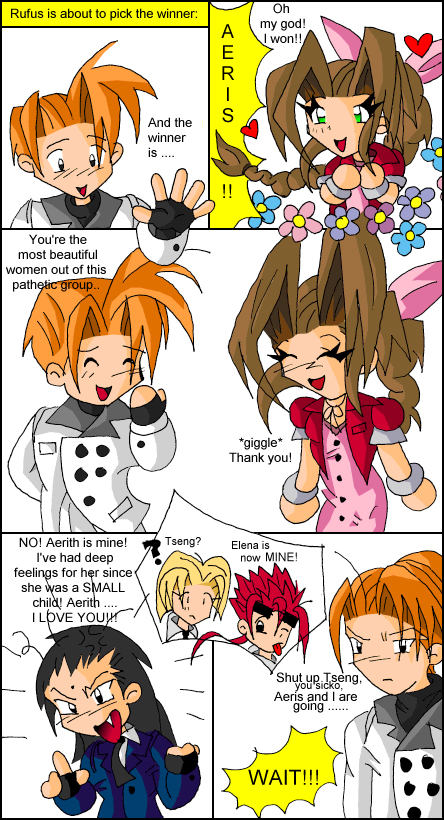 Rufus is about to pick the winner:
And the
winner
is ....
A
E
R
I
S
!!
Oh
my god!
I won!!
You're the
most beautiful
women out of this
pathetic group..
*giggle*
Thank you!
NO! Aerith is mine!
I've had deep
feelings for her since
she was a SMALL
child! Aerith ....
I LOVE YOU!!!
?
Tseng?
Elena is
now MINE!
Shut up Tseng,
you sicko,
Aeris and I are
going ......
WAIT!!!